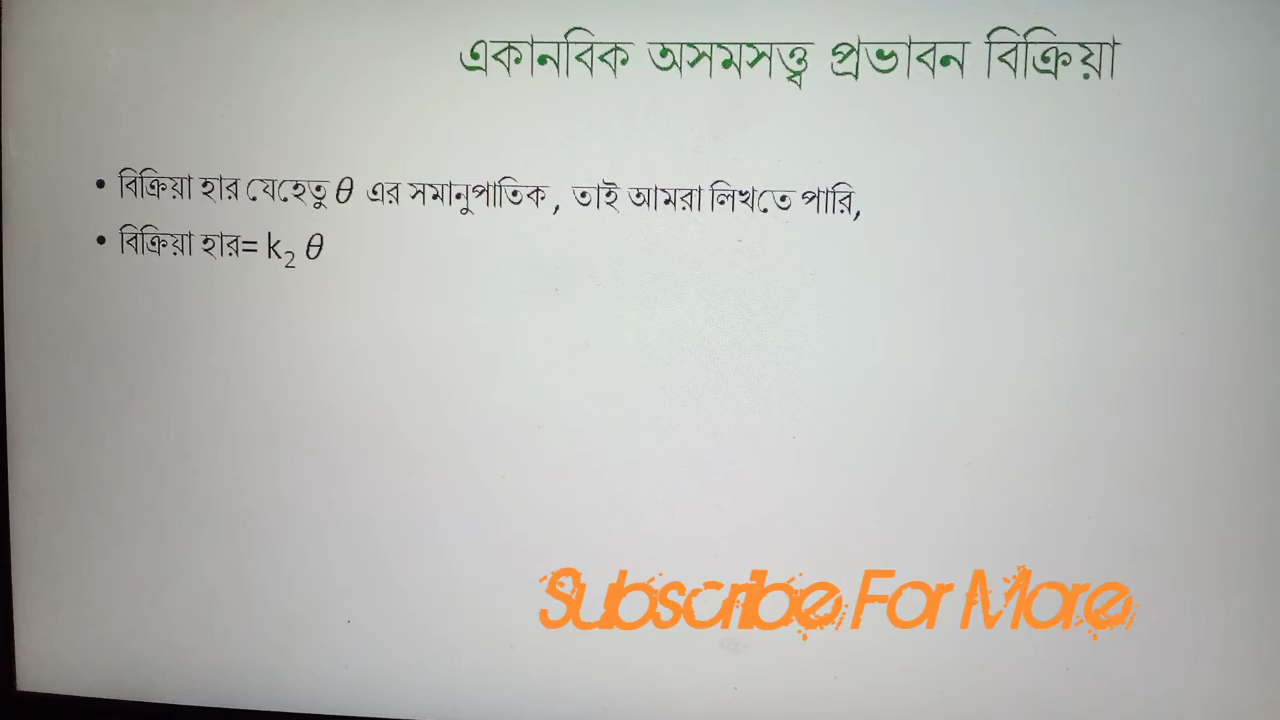 একানবিক অসমসত্ত্ব প্রভাবন বিক্রিয়া
• বিক্রিয়া হার যেহেতু θ এর সমানুপাতিক, তাই আমরা লিখতে পারি,
• বিক্রিয়া হার= k₂ θ
Subscribe For More